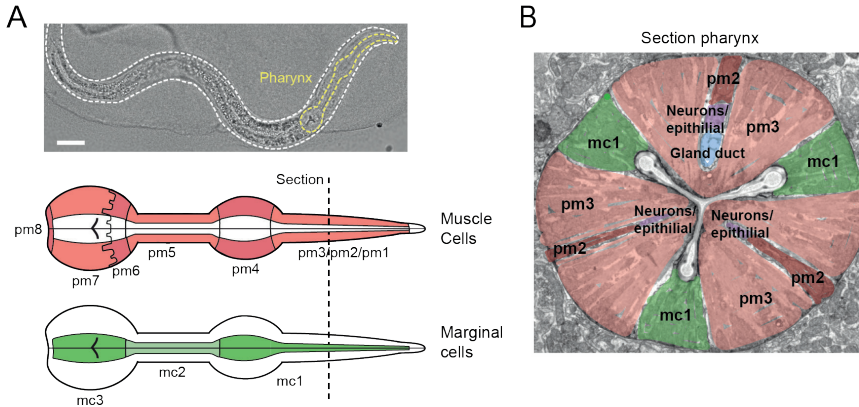 A
Pharynx
Section
pm8
pm7
pm6
pm5
pm4
pm3/pm2/pm1
Muscle
Cells
mc3
mc2
mc1
Marginal
cells
B
Section pharynx
pm2
Neurons/
epithilial
pm3
Gland duct
mc1
mc1
pm3
Neurons/
epithilial
Neurons/
epithilial
pm2
pm2
mc1
pm3